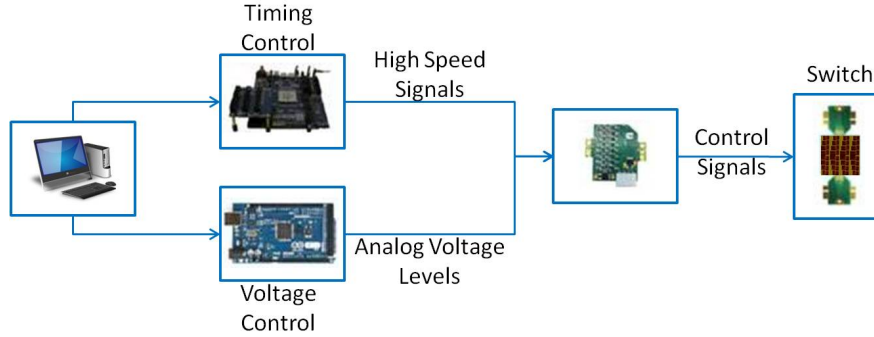 Timing
Control
High Speed
Signals
Switch
Control
Signals
Analog Voltage
Levels
Voltage
Control